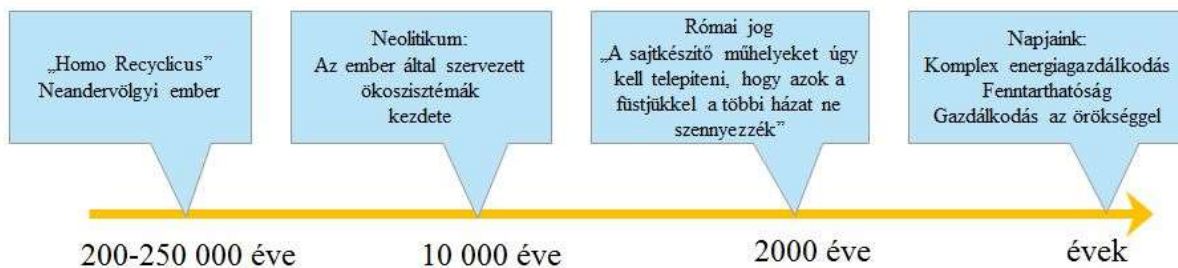 „Homo Recyclicus”
Neandervölgyi ember
Neolitikum:
Az ember által szervezett
ökoszisztémák
kezdete
Római jog
„A sajtkészítő műhelyeket úgy
kell telepíteni, hogy azok a
füstjükkel a többi házat ne
szennyezzék”
Napjaink:
Komplex energiagazdálkodás
Fenntarthatóság
Gazdálkodás az örökséggel
200-250 000 éve
10 000 éve
2000 éve
évek